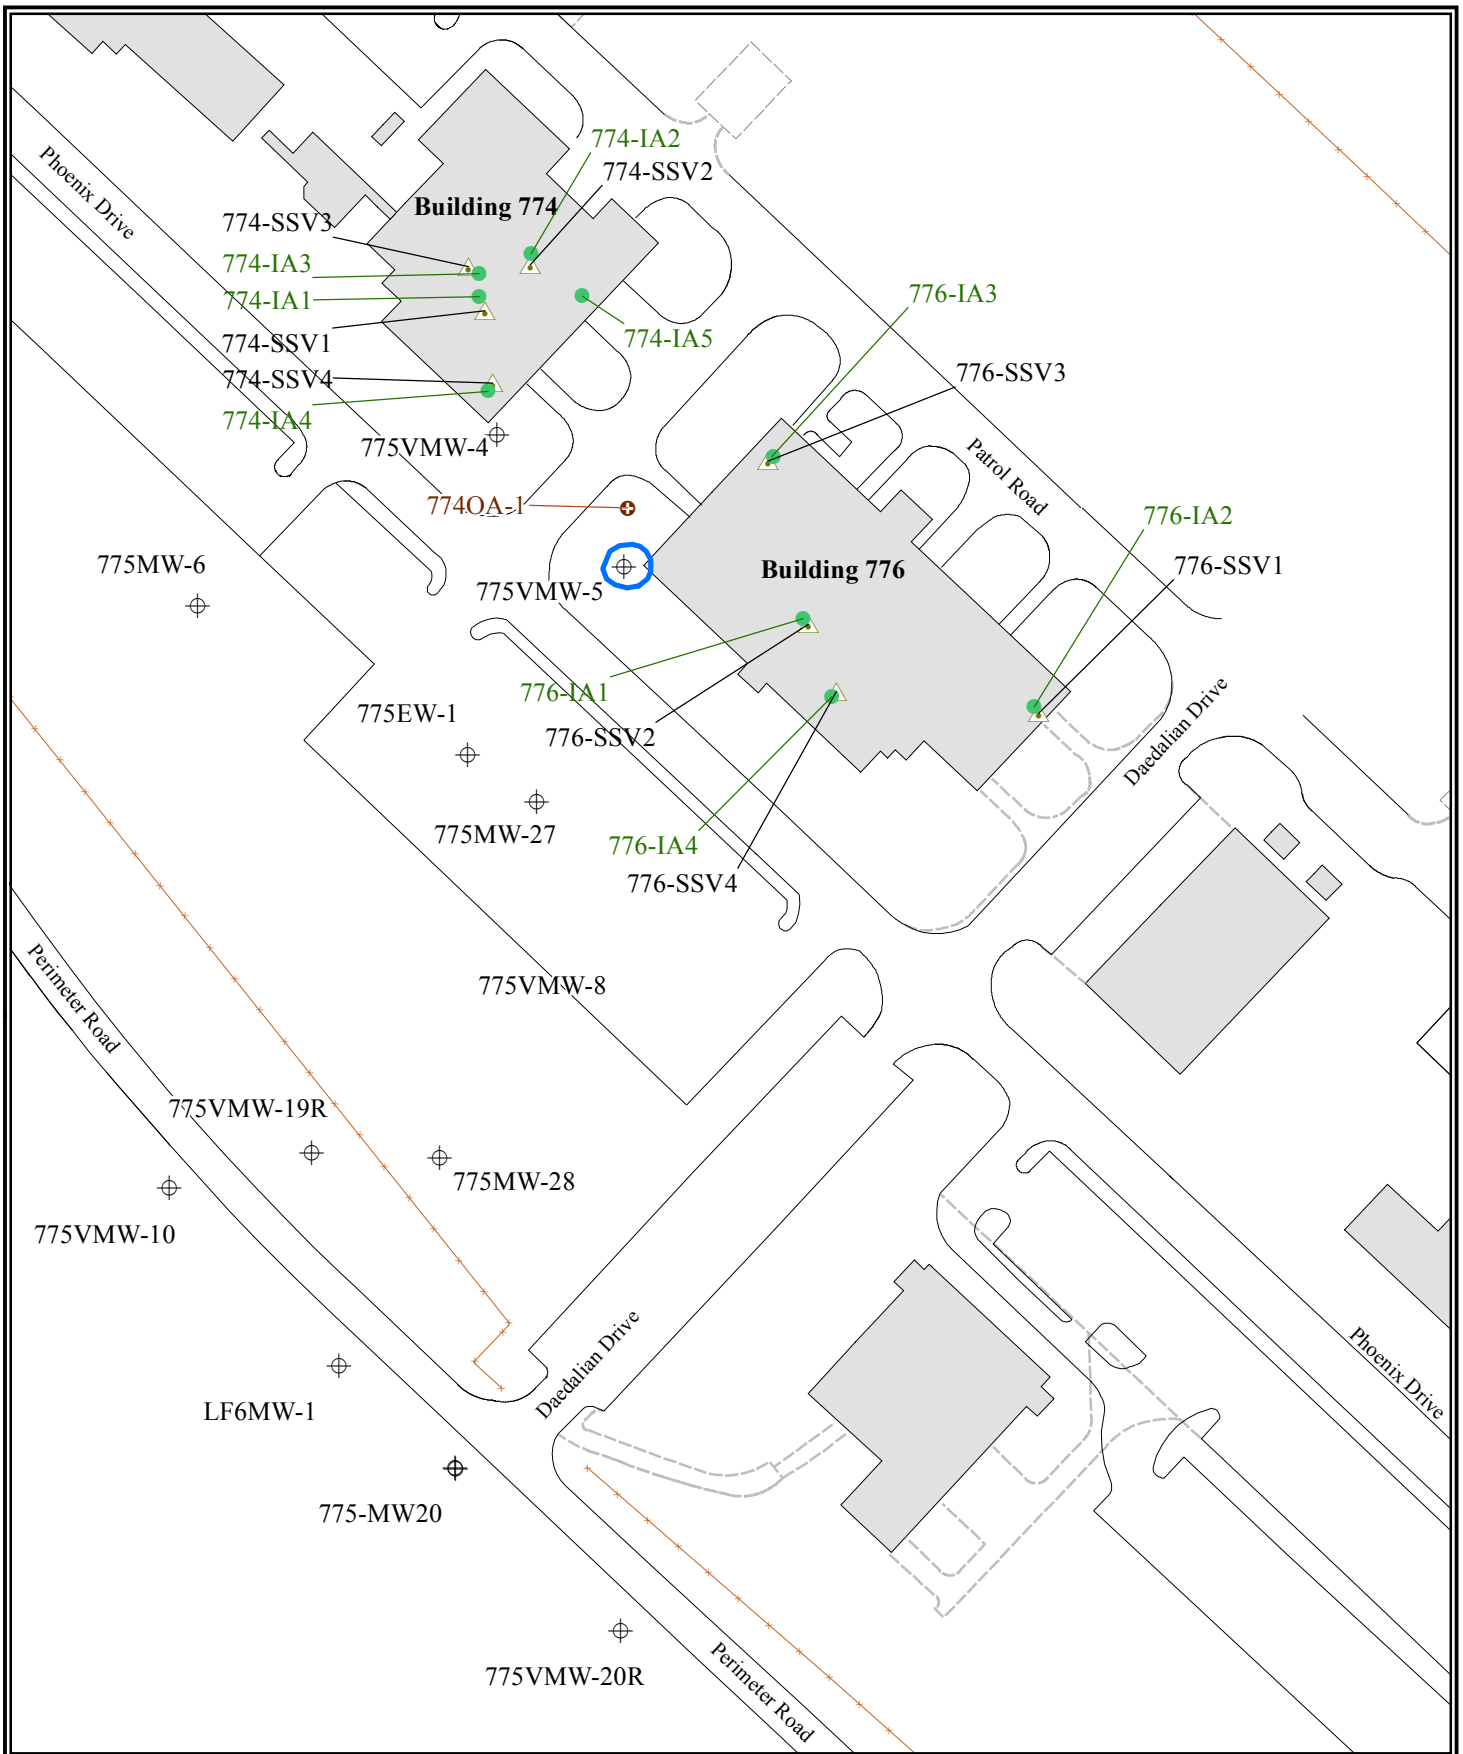 774-IA2
774-SSV2
Phoenix Drive
Building 774
774-SSV3
774-IA3
774-IA1
774-SSV1
774-SSV4
774-IA4
774-IA5
776-IA3
776-SSV3
775VMW-4
Patrol Road
774OA-1
776-IA2
775MW-6
776-SSV1
Building 776
775VMW-5
776-IA1
775EW-1
776-SSV2
Daedalian Drive
775MW-27
776-IA4
776-SSV4
775VMW-8
Perimeter Road
775VMW-19R
775MW-28
775VMW-10
Daedalian Drive
Phoenix Drive
LF6MW-1
775-MW20
775VMW-20R
Perimeter Road